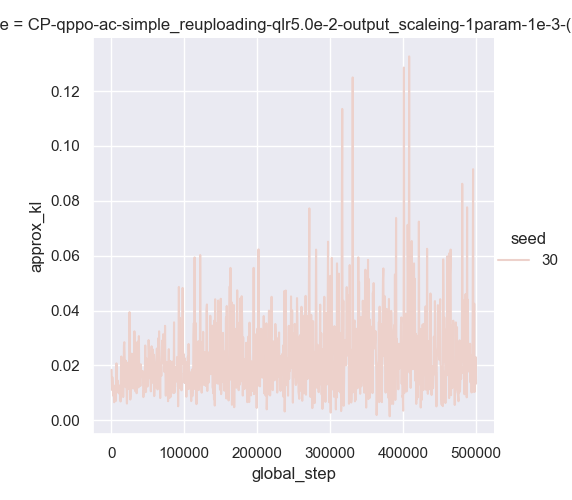 e = CP-qppo-ac-simple_reuploading-qlr5.0e-2-output_scaleing-1param-1e-3-(
0.12
0.10
0.08
0.06
0.04
0.02
0.00
approx_kl
0 100000 200000 300000 400000 500000
global_step
seed
30